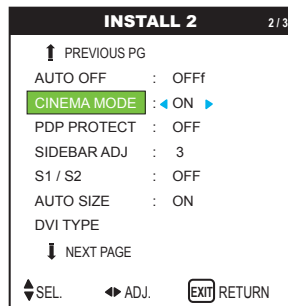 INSTALL 2 2 / 3
PREVIOUS PG
AUTO OFF : OFFf
CINEMA MODE : ON
PDP PROTECT : OFF
SIDEBAR ADJ : 3
S1 / S2 : OFF
AUTO SIZE : ON
DVI TYPE
NEXT PAGE
SEL. ADJ. EXIT RETURN